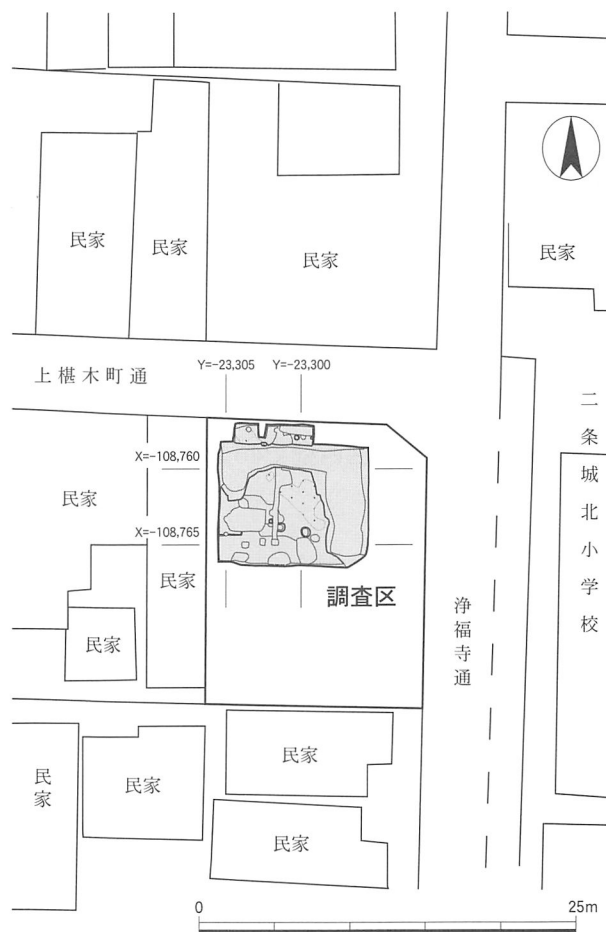 民家
民家
民家
民家
上椹木町通
Y=-23,305
Y=-23,300
X=-108,760
X=-108,765
民家
民家
民家
調査区
浄福寺通
二条城北小学校
民家
民家
民家
民家
0
25m